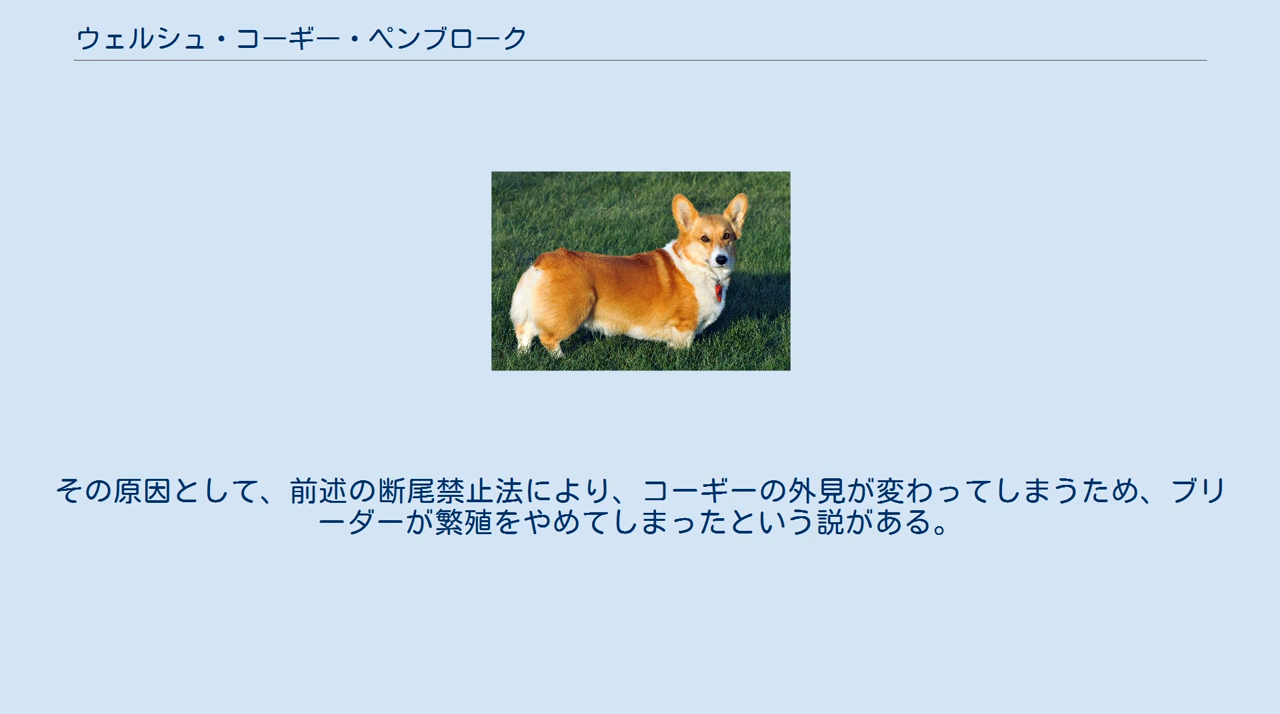 ウェルシュ・コーギー・ペンブローク
その原因として、前述の断尾禁止法により、コーギーの外見が変わってしまうため、ブリ
ーダーが繁殖をやめてしまったという説がある。